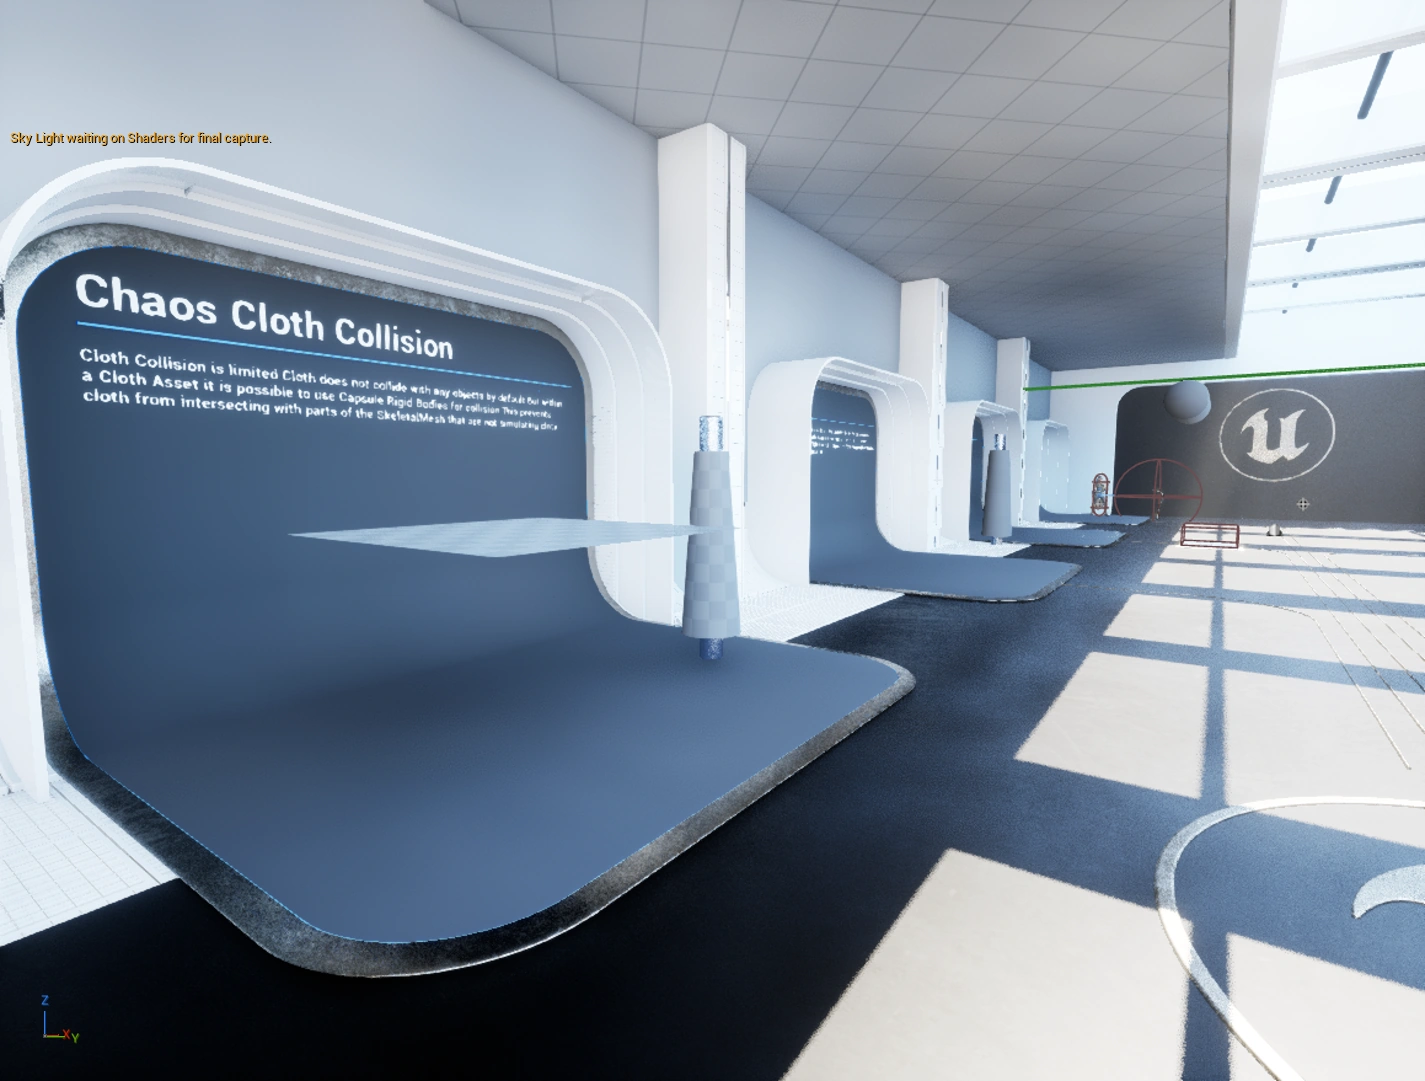 Sky Light waiting on Shaders for final capture.
Chaos Cloth Collision
Cloth Collision is limited Cloth does not collide with any objects by default But within
a Cloth Asset it is possible to use Capsule Rigid Bodies for collision This prevents
cloth from intersecting with parts of the SkeletalMesh that are not simulating cloth
Z
X
Y